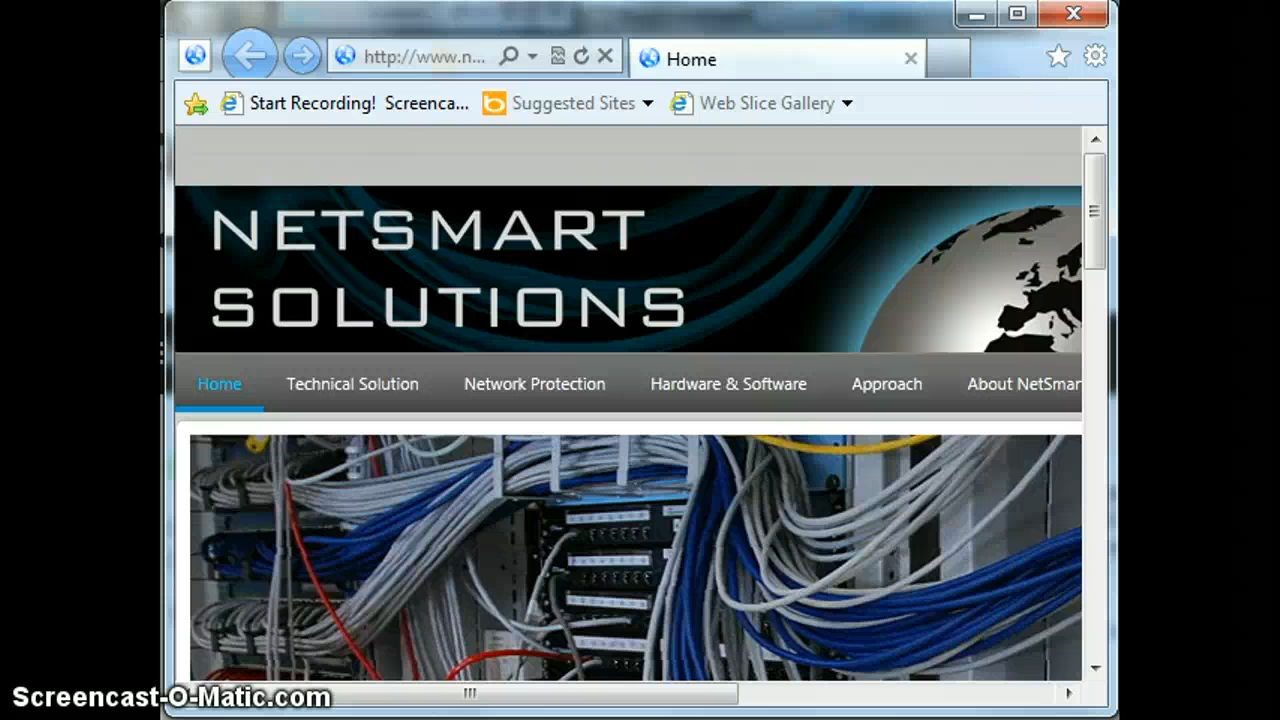 http://www.n...
Home
Start Recording! Screenca...
Suggested Sites
Web Slice Gallery
NETSMART
SOLUTIONS
Home Technical Solution Network Protection Hardware & Software Approach About NetSmar
Screencast-O-Matic.com